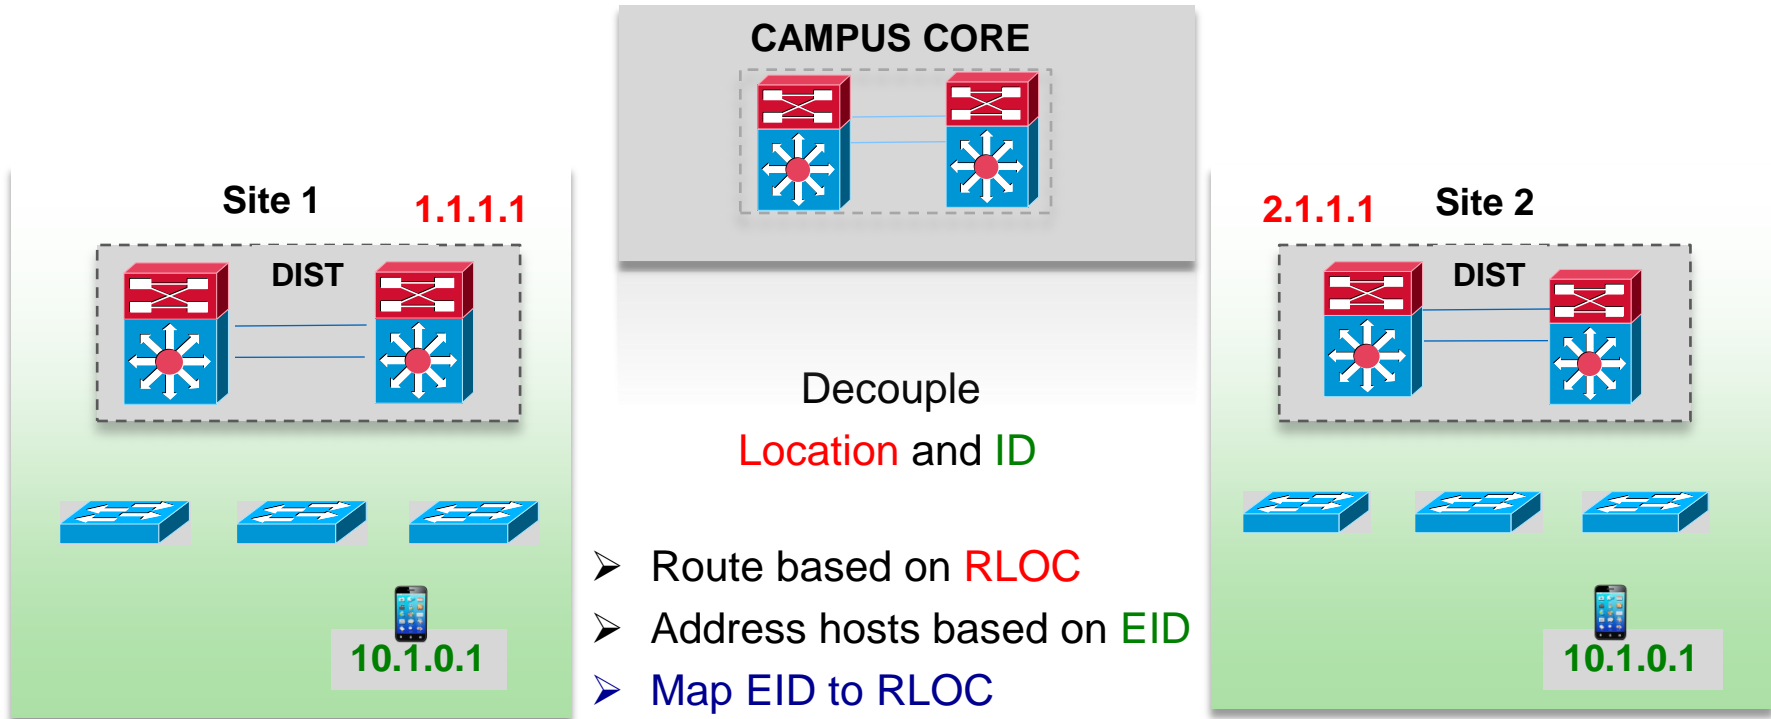 CAMPUS CORE
Site 1
1.1.1.1
DIST
2.1.1.1
Site 2
DIST
Decouple
Location and ID
➢ Route based on RLOC
➢ Address hosts based on EID
➢ Map EID to RLOC
10.1.0.1
10.1.0.1